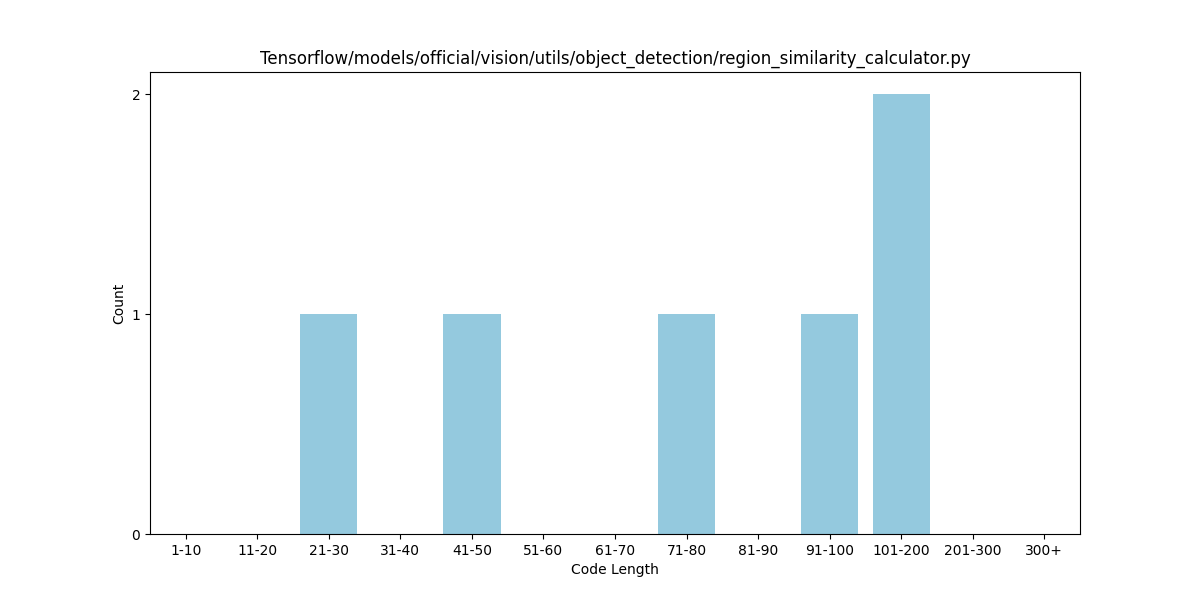 Tensorflow/models/official/vision/utils/object_detection/region_similarity_calculator.py
2
1
0
Count
1-10 11-20 21-30 31-40 41-50 51-60 61-70 71-80 81-90 91-100 101-200 201-300 300+
Code Length